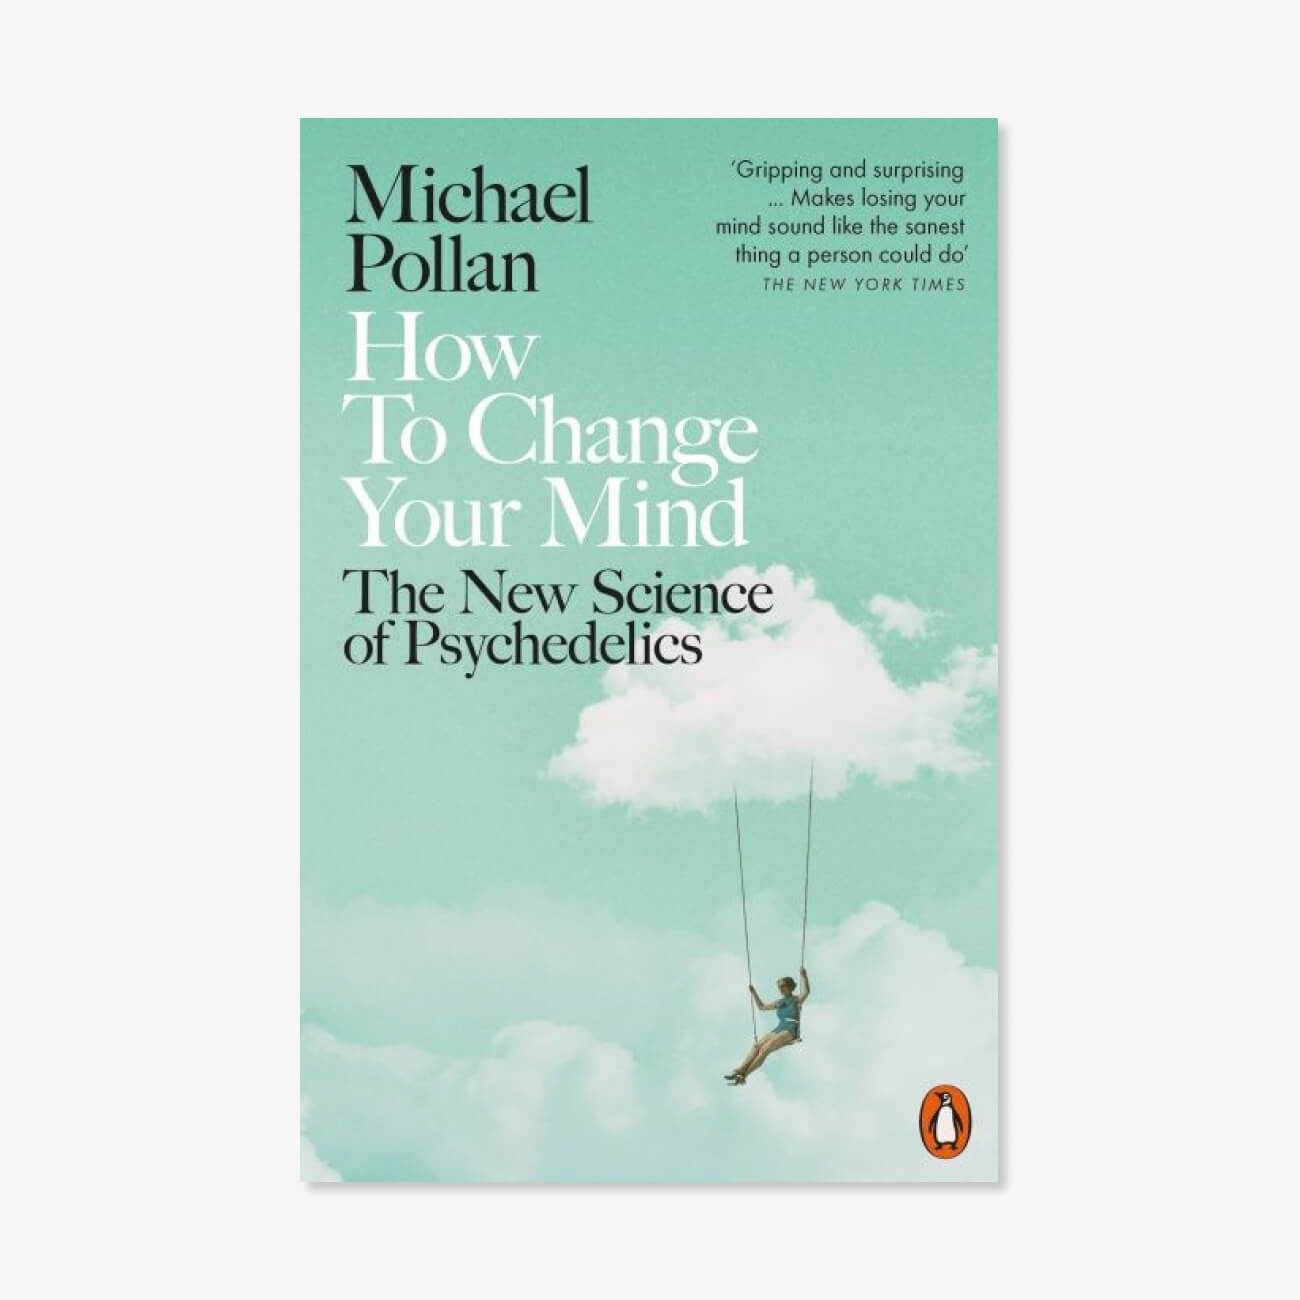 Michael
Pollan
How
To Change
Your Mind
The New Science
of Psychedelics
‘Gripping and surprising
... Makes losing your
mind sound like the sanest
thing a person could do’
THE NEW YORK TIMES